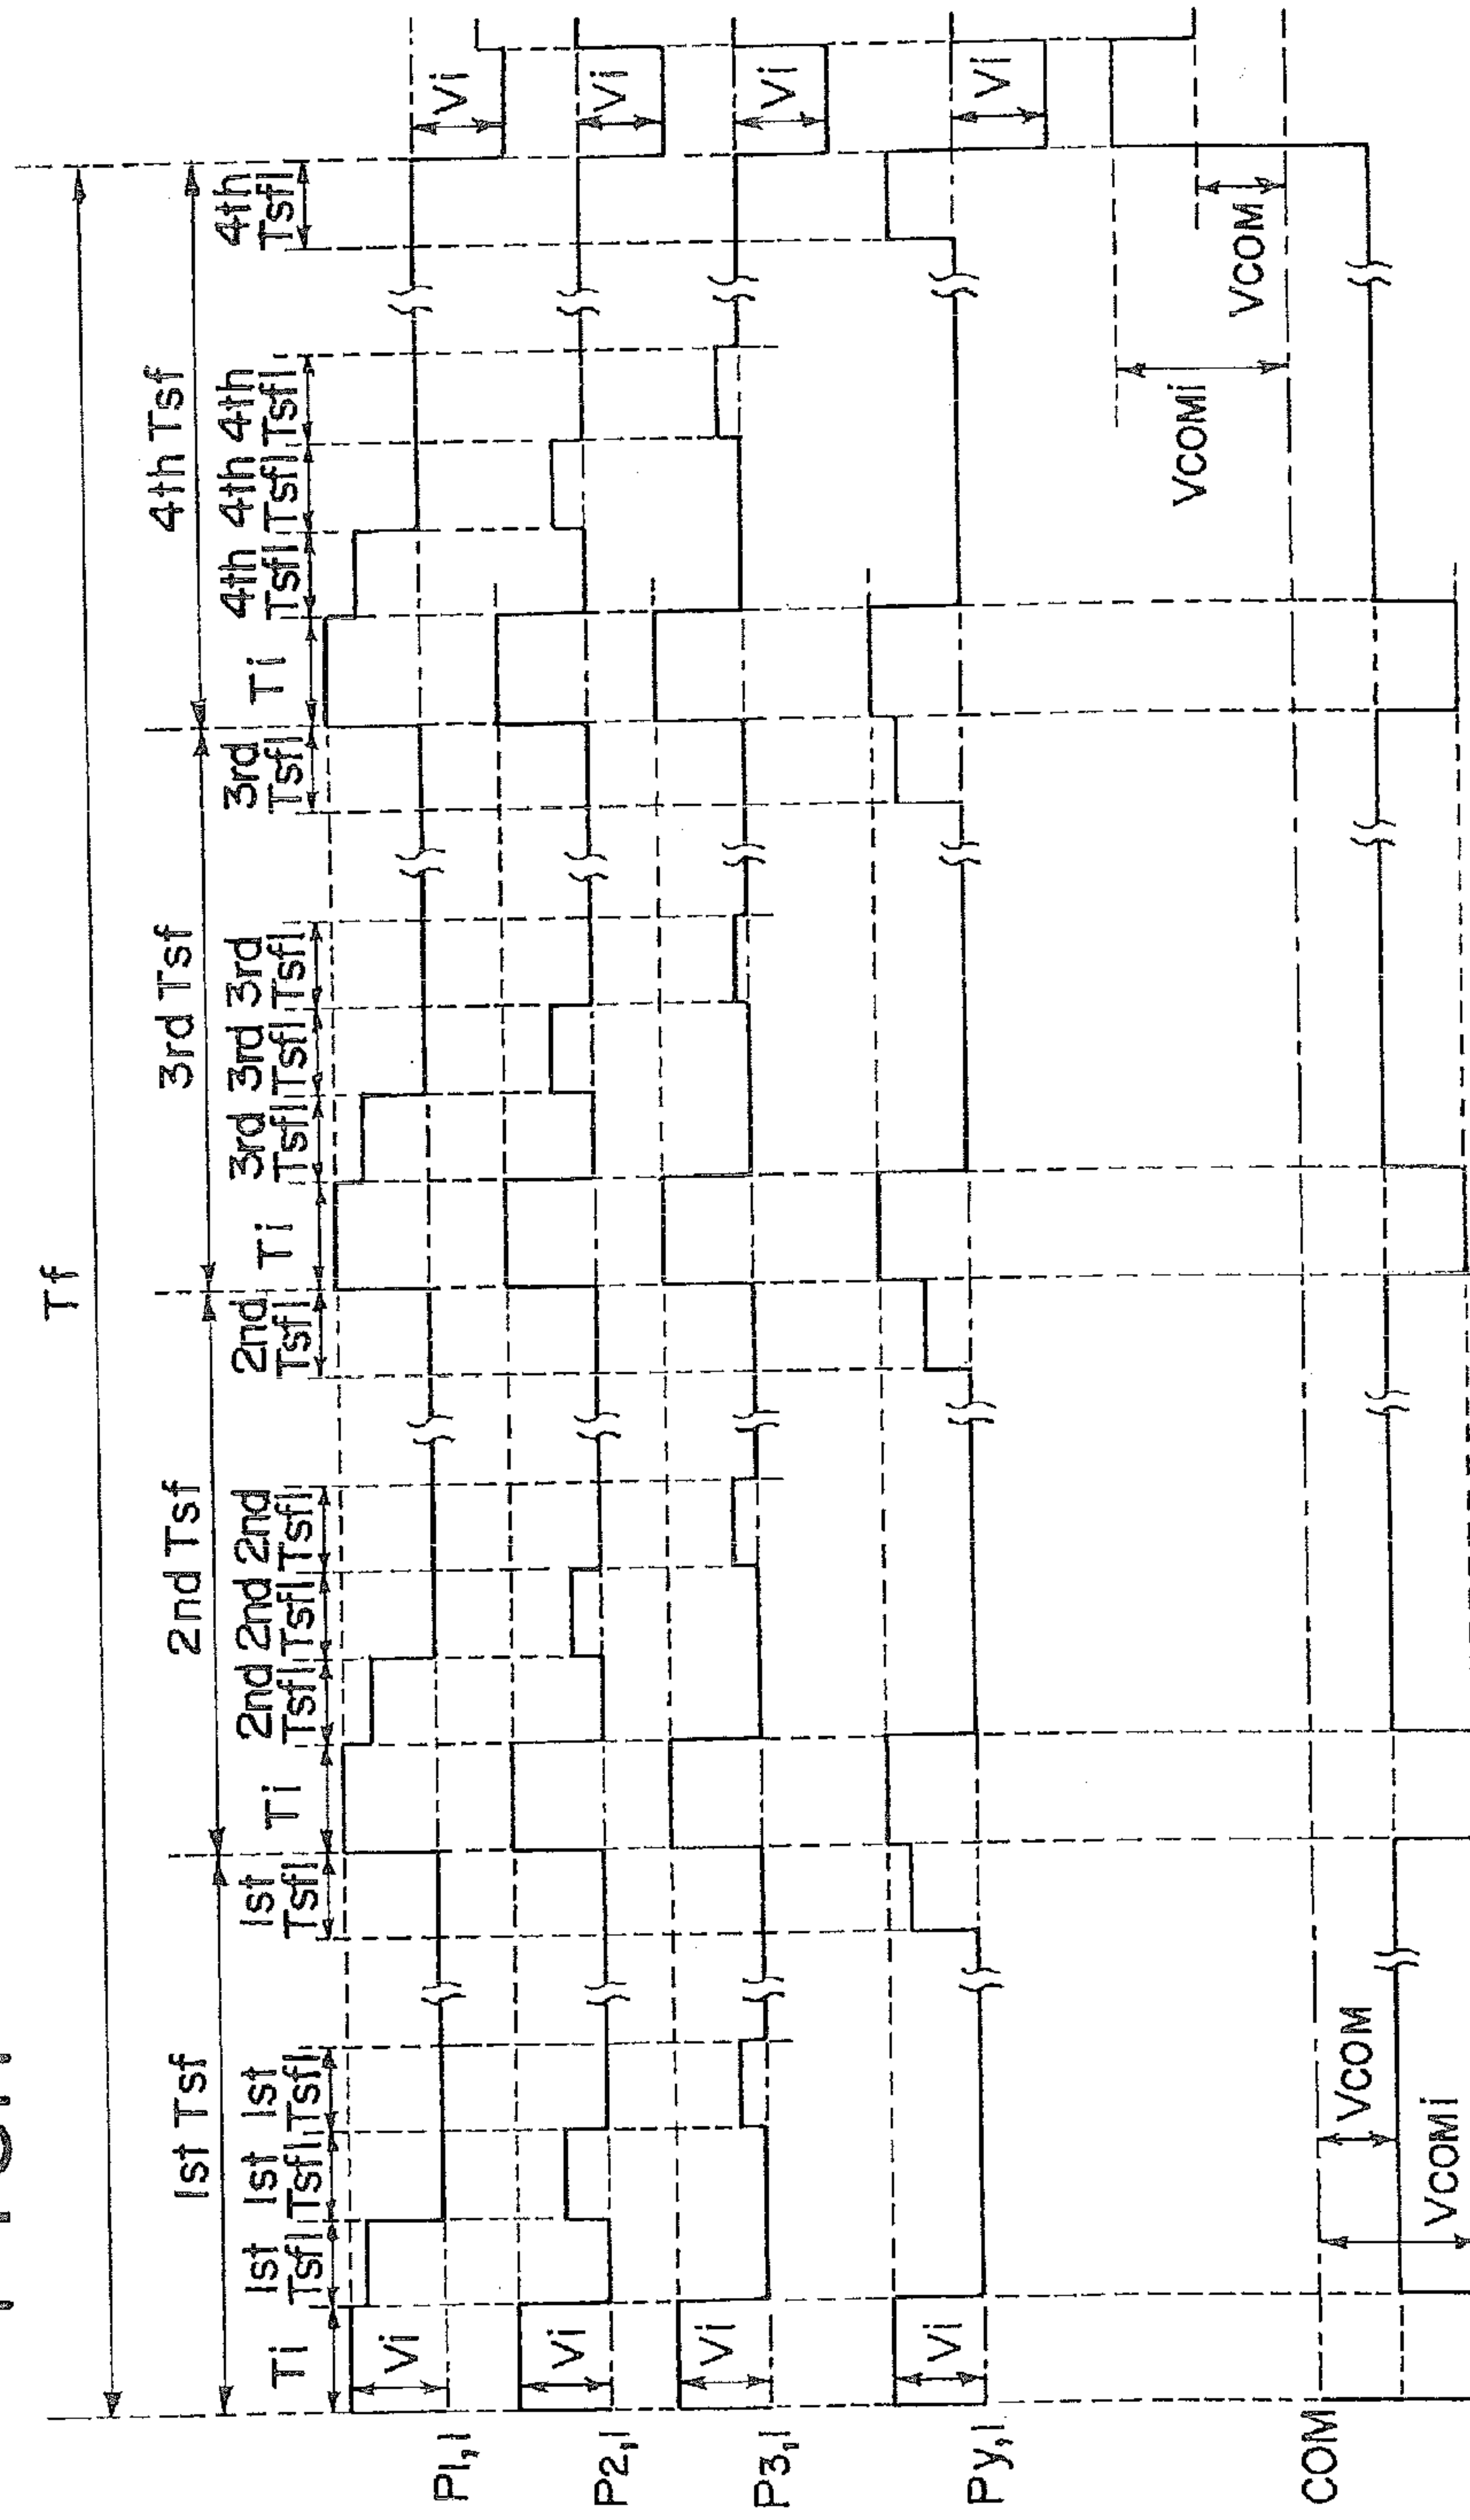 Tf
1st Tsf 2nd Tsf 3rd Tsf 4th Tsf
Ti 1st Tsfl 1st Tsfl 1st Tsfl 1st Tsfl Ti 2nd Tsfl 2nd Tsfl 2nd Tsfl 2nd Tsfl Ti 3rd Tsfl 3rd Tsfl 3rd Tsfl 3rd Tsfl Ti 4th Tsfl 4th Tsfl 4th Tsfl 4th Tsfl
P1,1 Vi Vi
P2,1 Vi Vi
P3,1 Vi Vi
Py,1 Vi Vi
COM VCOM VCOMi VCOMi VCOM